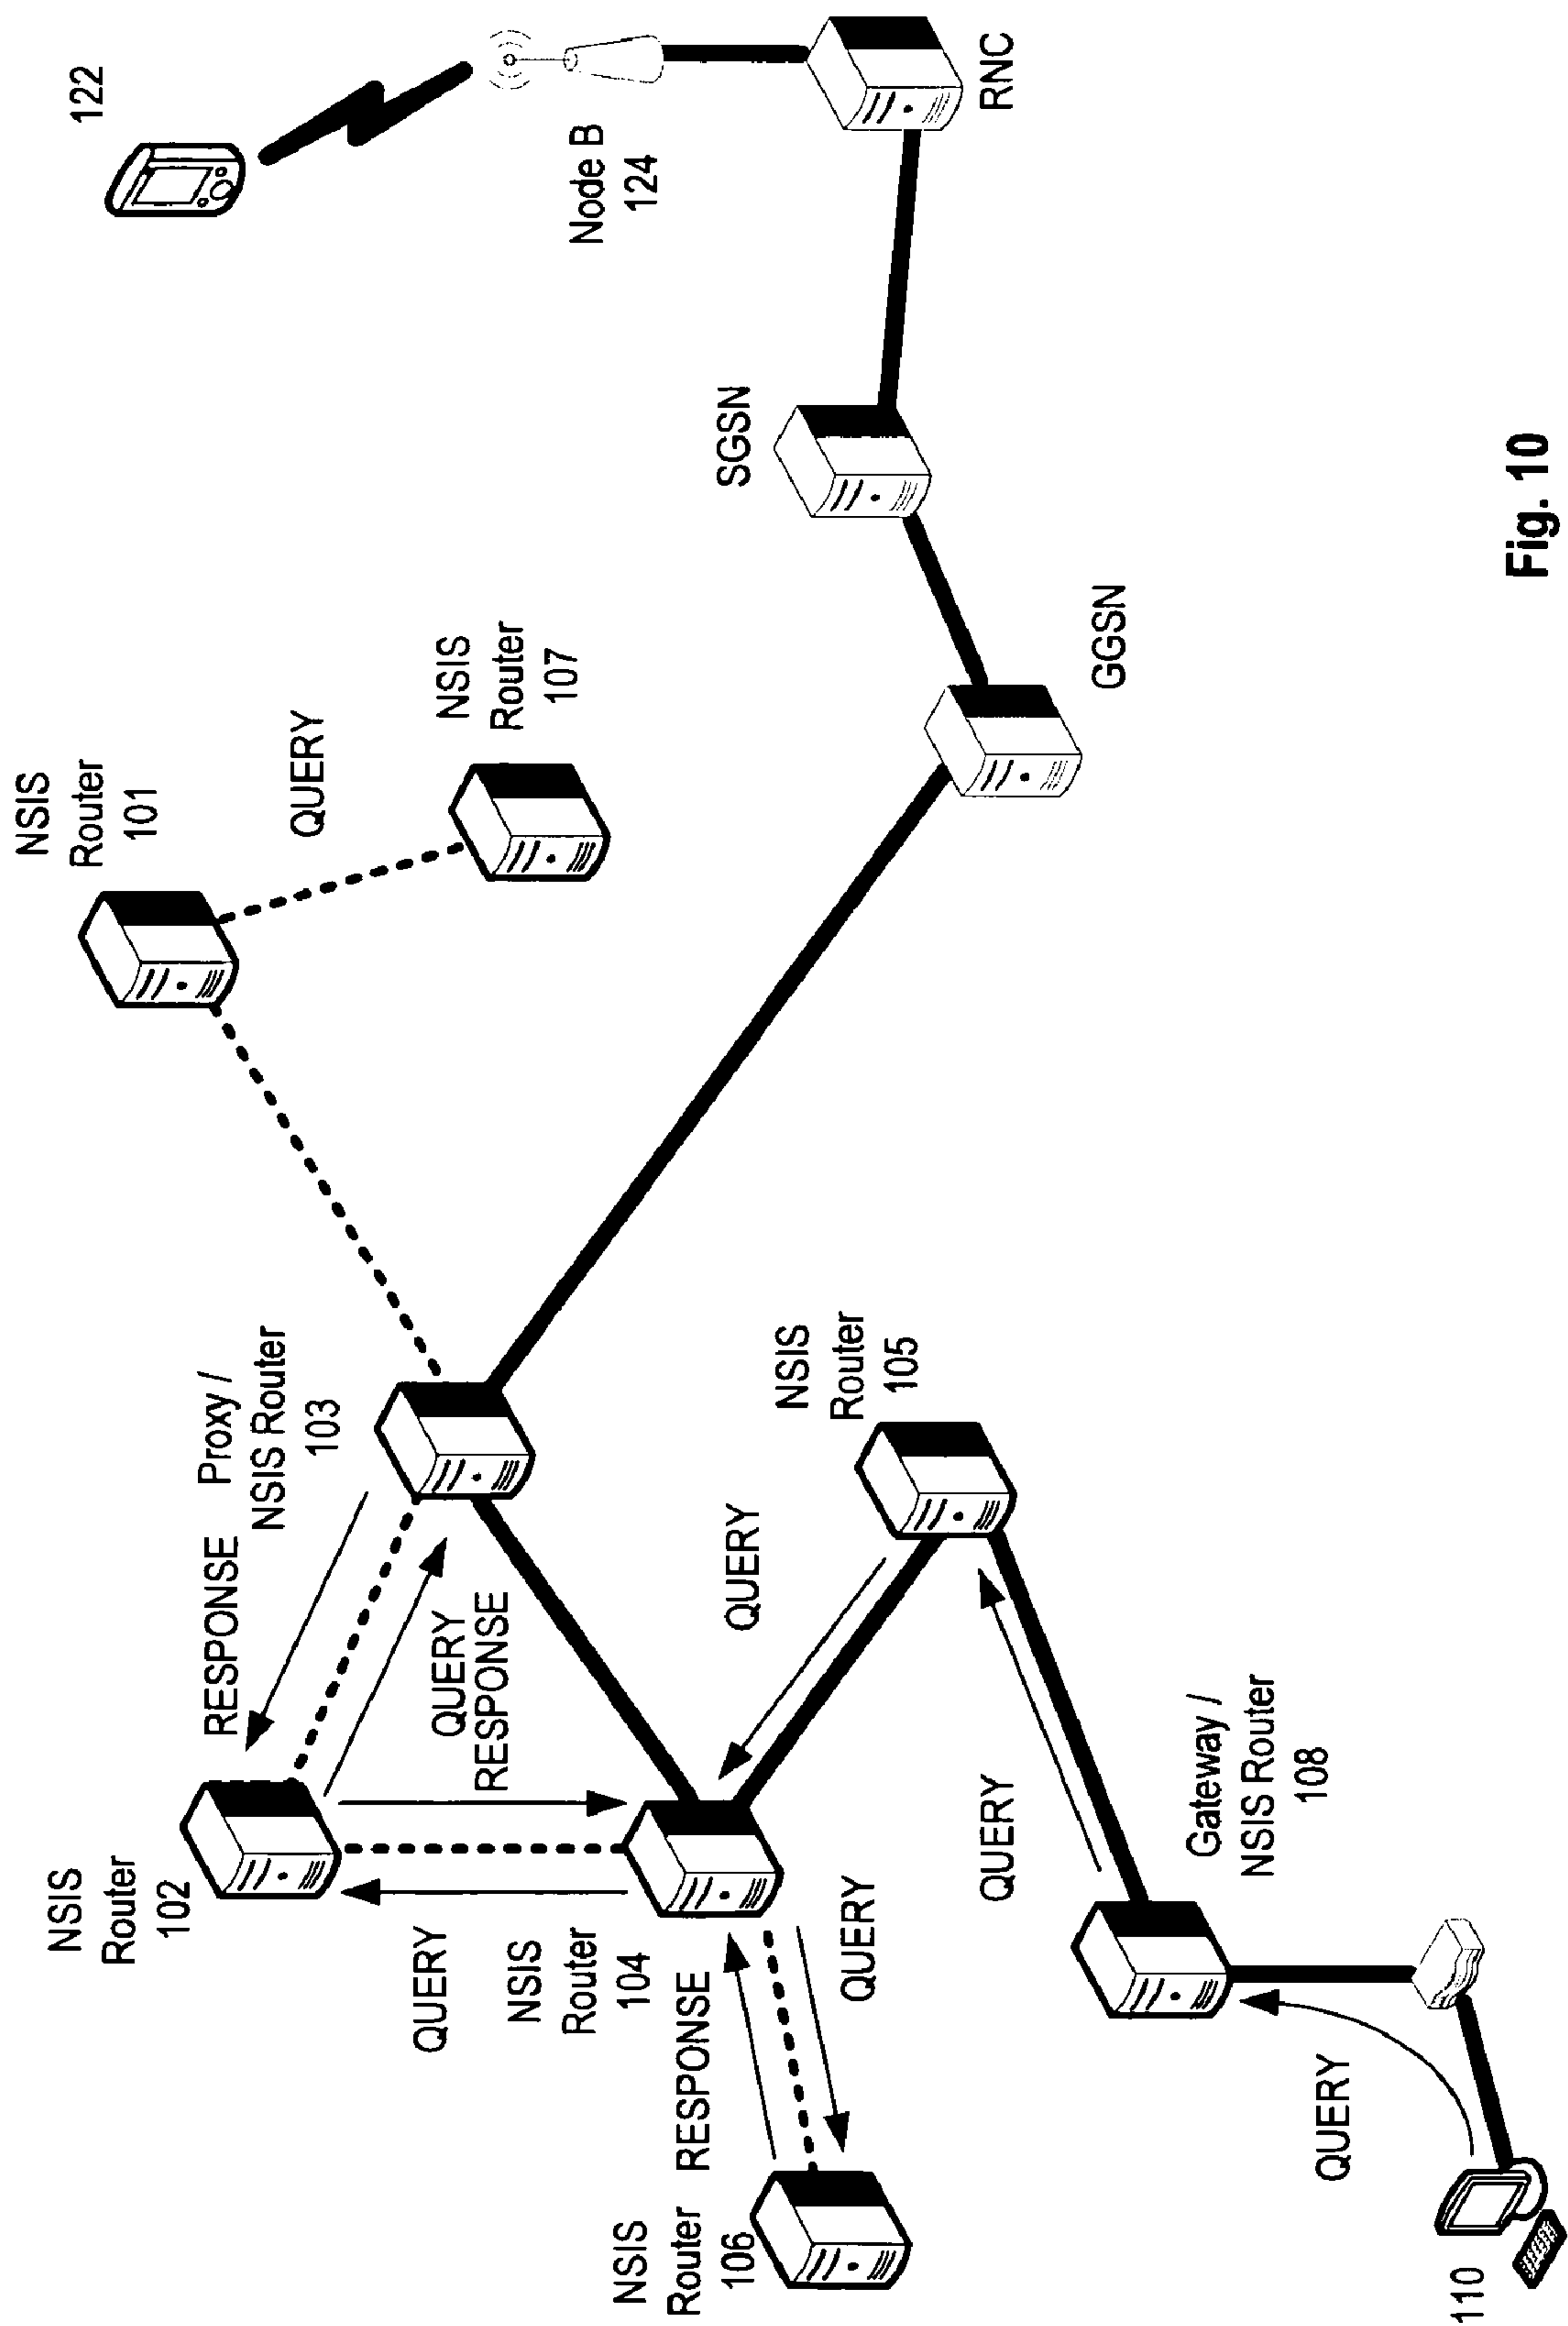 NSIS
Router
102
NSIS
Router
101
122
RESPONSE
Proxy /
NSIS Router
103
QUERY
QUERY
QUERY
RESPONSE
NSIS
Router
107
NSIS
Router
104
Node B
124
NSIS
Router
106
RESPONSE
SGSN
QUERY
NSIS
Router
105
QUERY
QUERY
RNC
GGSN
Gateway /
NSIS Router
108
QUERY
110
Fig. 10